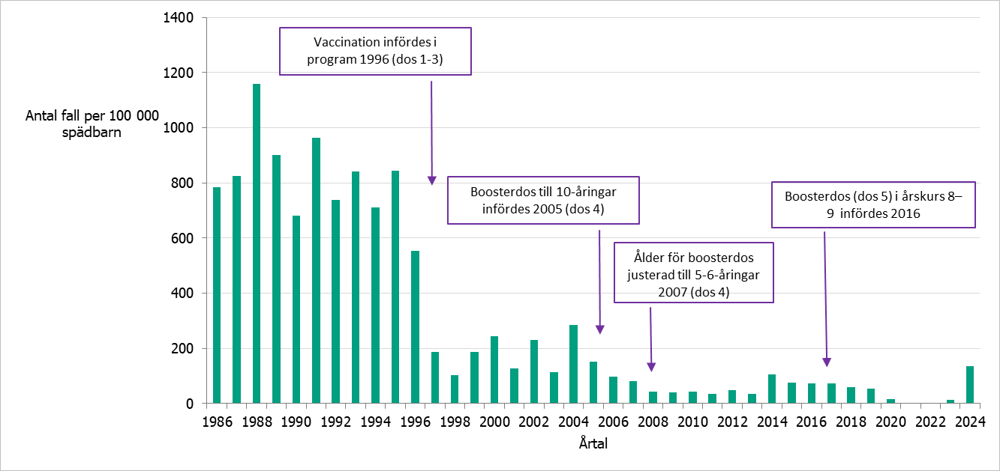 1400
1200
1000
800
600
400
200
0
Antal fall per 100 000
spädbarn
Vaccination infördes i
program 1996 (dos 1-3)
Boosterdos till 10-åringar
infördes 2005 (dos 4)
Ålder för boosterdos
justerad till 5-6-åringar
2007 (dos 4)
Boosterdos (dos 5) i årskurs 8–
9 infördes 2016
1986 1988 1990 1992 1994 1996 1998 2000 2002 2004 2006 2008 2010 2012 2014 2016 2018 2020 2022 2024
Årtal